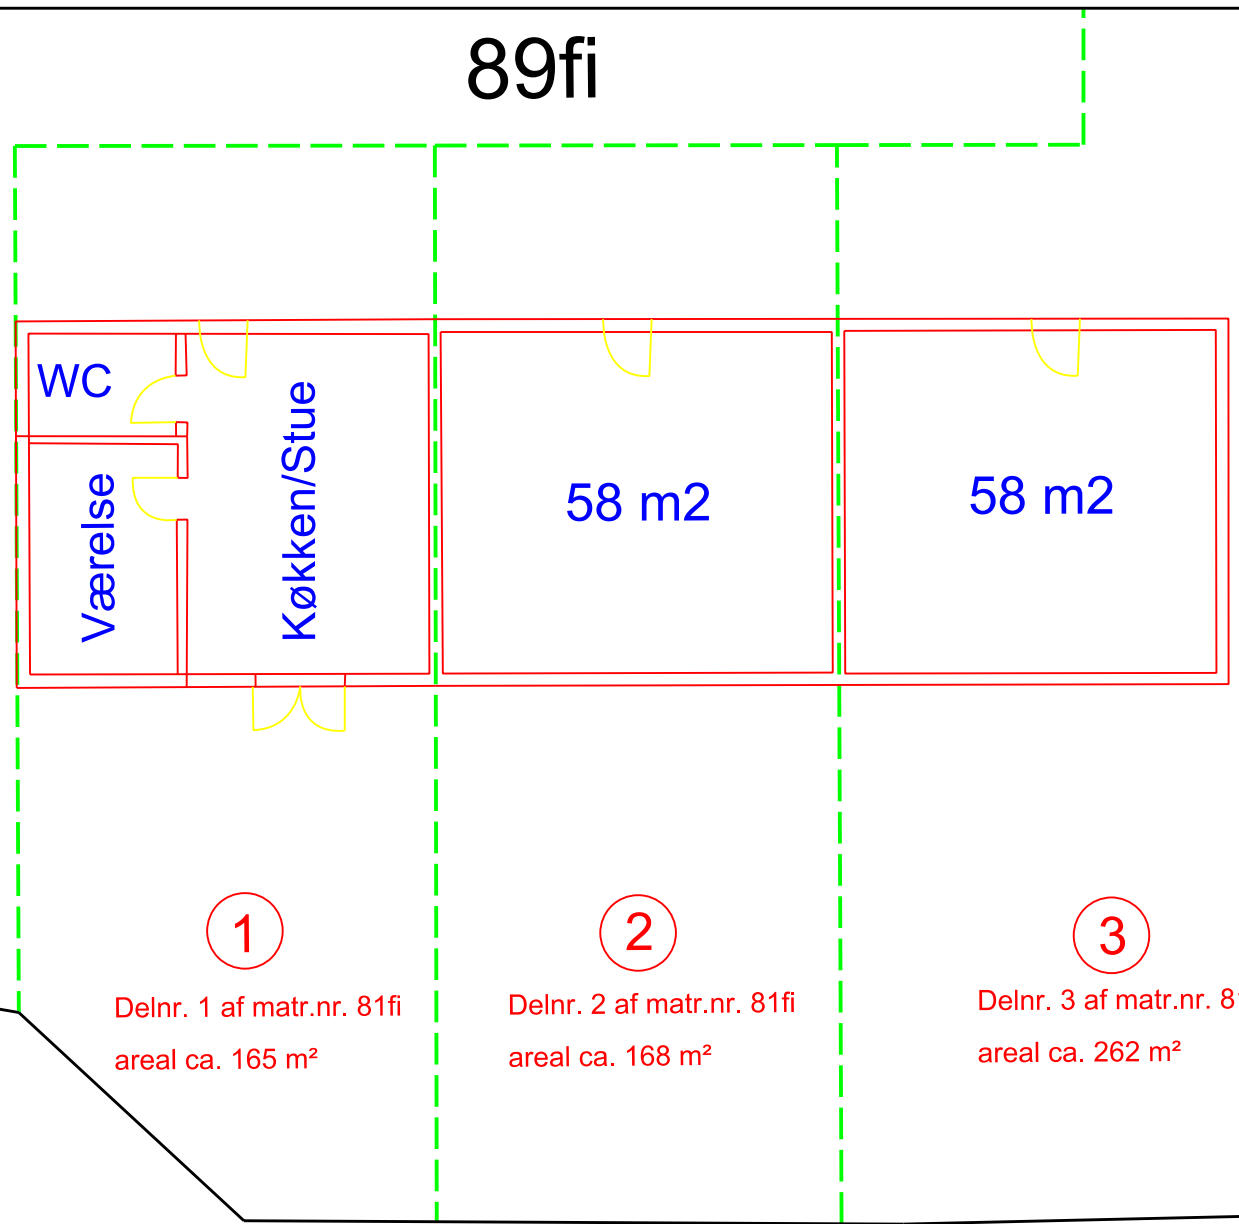 89fi
WC
Værelse
Køkken/Stue
58 m2
58 m2
1
Delnr. 1 af matr.nr. 81fi
areal ca. 165 m²
2
Delnr. 2 af matr.nr. 81fi
areal ca. 168 m²
3
Delnr. 3 af matr.nr. 81
areal ca. 262 m²